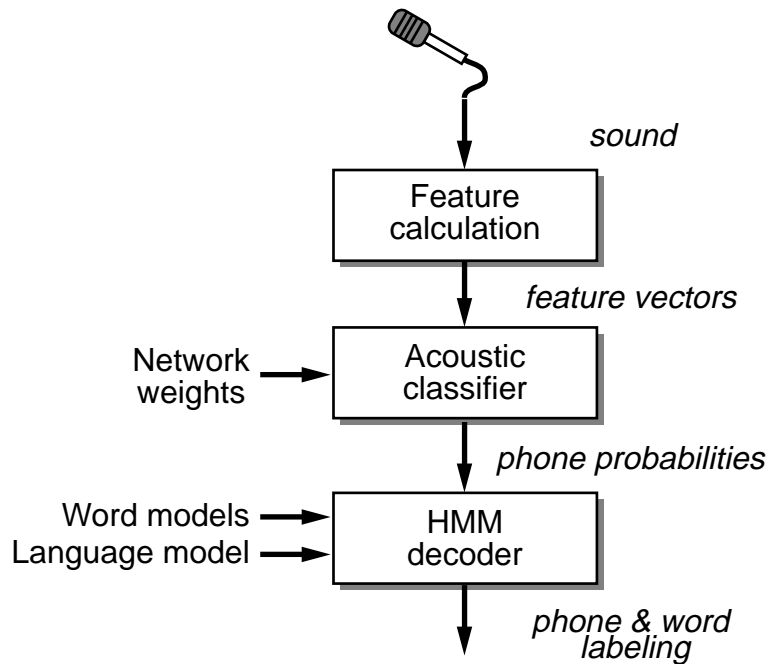 sound
Feature
calculation
feature vectors
Network
weights
Acoustic
classifier
phone probabilities
Word models
Language model
HMM
decoder
phone & word
labeling